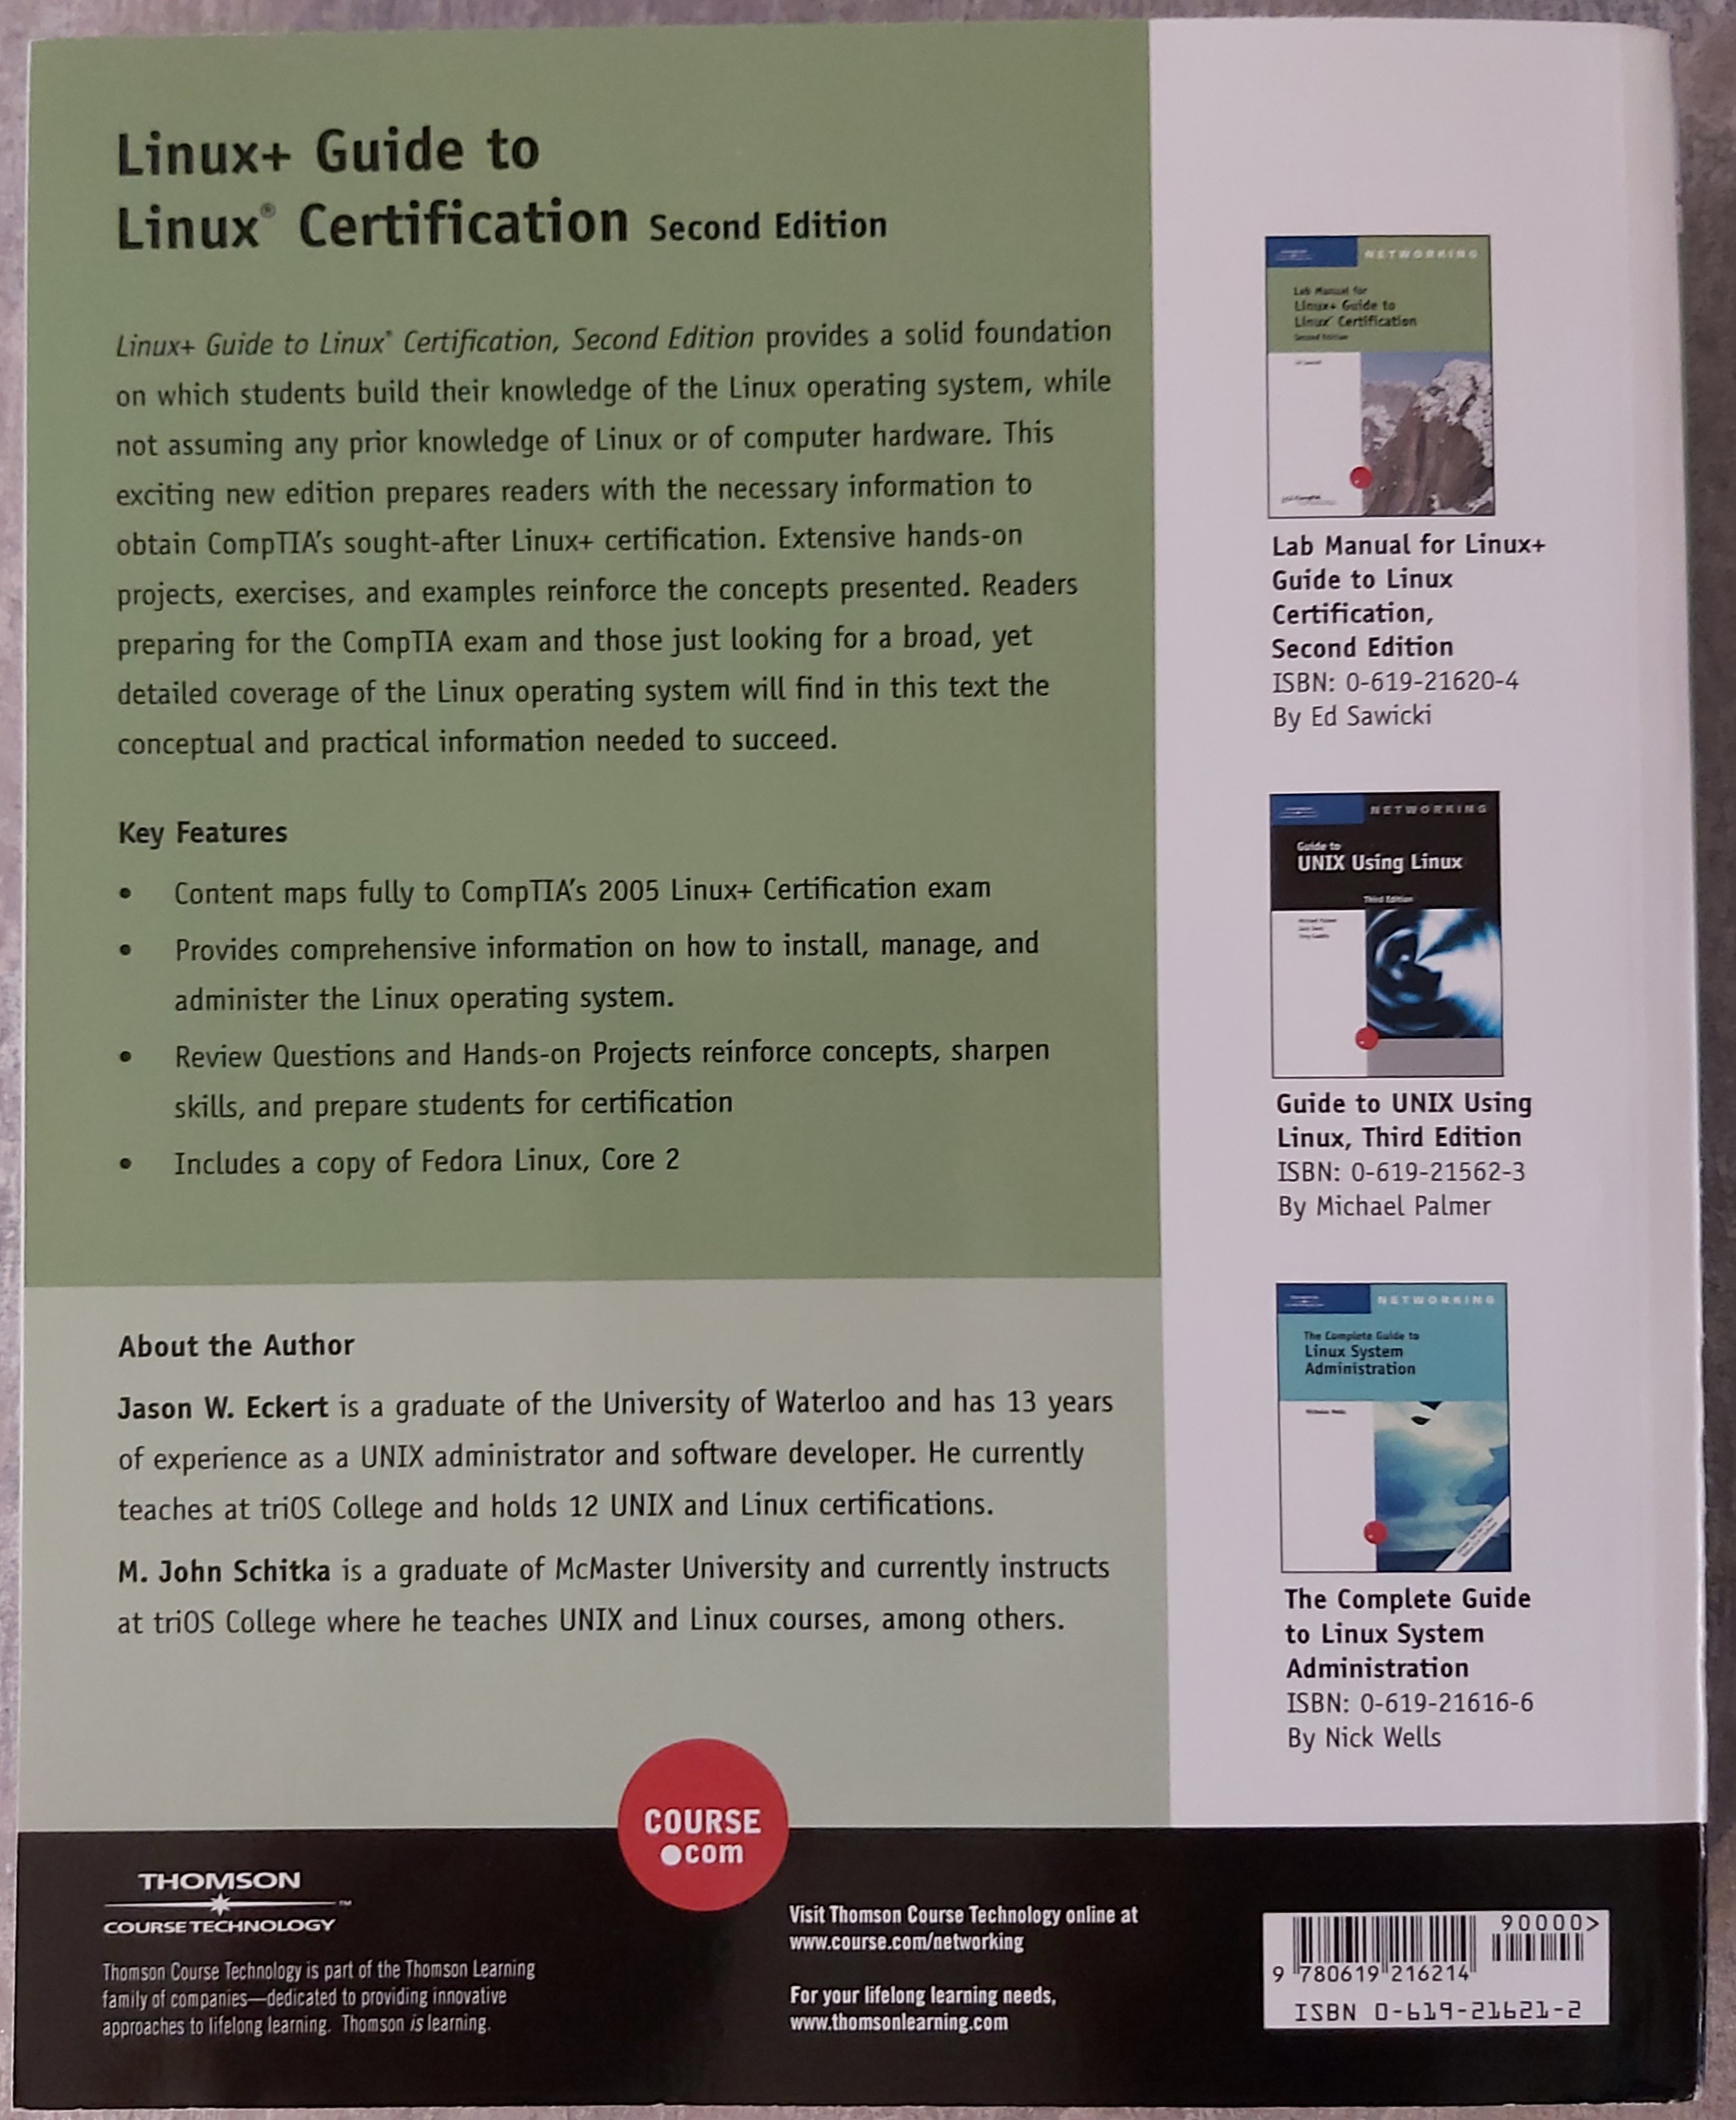 Linux+ Guide to
Linux® Certification Second Edition
Linux+ Guide to Linux® Certification, Second Edition provides a solid foundation
on which students build their knowledge of the Linux operating system, while
not assuming any prior knowledge of Linux or of computer hardware. This
exciting new edition prepares readers with the necessary information to
obtain CompTIA's sought-after Linux+ certification. Extensive hands-on
projects, exercises, and examples reinforce the concepts presented. Readers
preparing for the CompTIA exam and those just looking for a broad, yet
detailed coverage of the Linux operating system will find in this text the
conceptual and practical information needed to succeed.
Key Features
• Content maps fully to CompTIA's 2005 Linux+ Certification exam
• Provides comprehensive information on how to install, manage, and
administer the Linux operating system.
• Review Questions and Hands-on Projects reinforce concepts, sharpen
skills, and prepare students for certification
• Includes a copy of Fedora Linux, Core 2
About the Author
Jason W. Eckert is a graduate of the University of Waterloo and has 13 years
of experience as a UNIX administrator and software developer. He currently
teaches at triOS College and holds 12 UNIX and Linux certifications.
M. John Schitka is a graduate of McMaster University and currently instructs
at triOS College where he teaches UNIX and Linux courses, among others.
NETWORKING
Lab Manual for
Linux+ Guide to
Linux® Certification
Second Edition
Lab Manual for Linux+
Guide to Linux
Certification,
Second Edition
ISBN: 0-619-21620-4
By Ed Sawicki
NETWORKING
Guide to
UNIX Using Linux
Third Edition
Guide to UNIX Using
Linux, Third Edition
ISBN: 0-619-21562-3
By Michael Palmer
NETWORKING
The Complete Guide to
Linux System
Administration
The Complete Guide
to Linux System
Administration
ISBN: 0-619-21616-6
By Nick Wells
COURSE
●com
THOMSON
™
COURSE TECHNOLOGY
Thomson Course Technology is part of the Thomson Learning
family of companies—dedicated to providing innovative
approaches to lifelong learning. Thomson is learning.
Visit Thomson Course Technology online at
www.course.com/networking
For your lifelong learning needs,
www.thomsonlearning.com
90000>
9 780619 216214
ISBN 0-619-21621-2